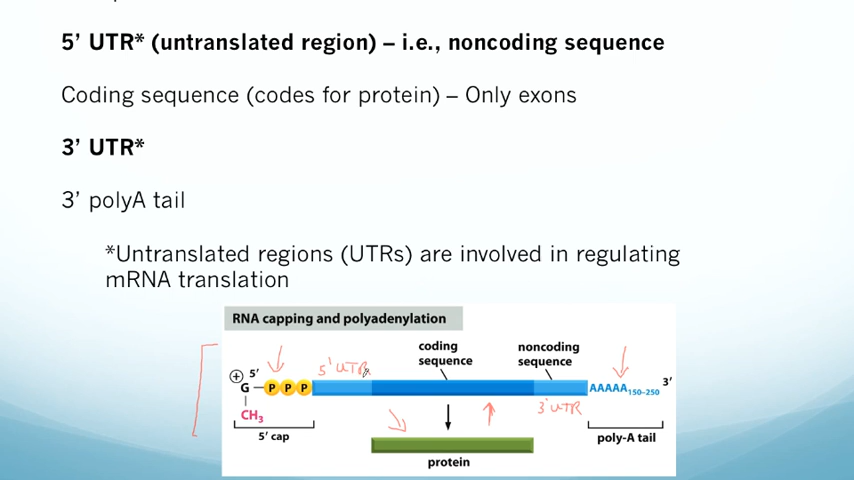 5’ UTR* (untranslated region) – i.e., noncoding sequence
Coding sequence (codes for protein) – Only exons
3’ UTR*
3’ polyA tail
*Untranslated regions (UTRs) are involved in regulating
mRNA translation
RNA capping and polyadenylation
coding
sequence
noncoding
sequence
+ 5′
5'UTR
G P P P
AAAAA150–250
3′
CH3
3'UTR
5′ cap
poly-A tail
protein